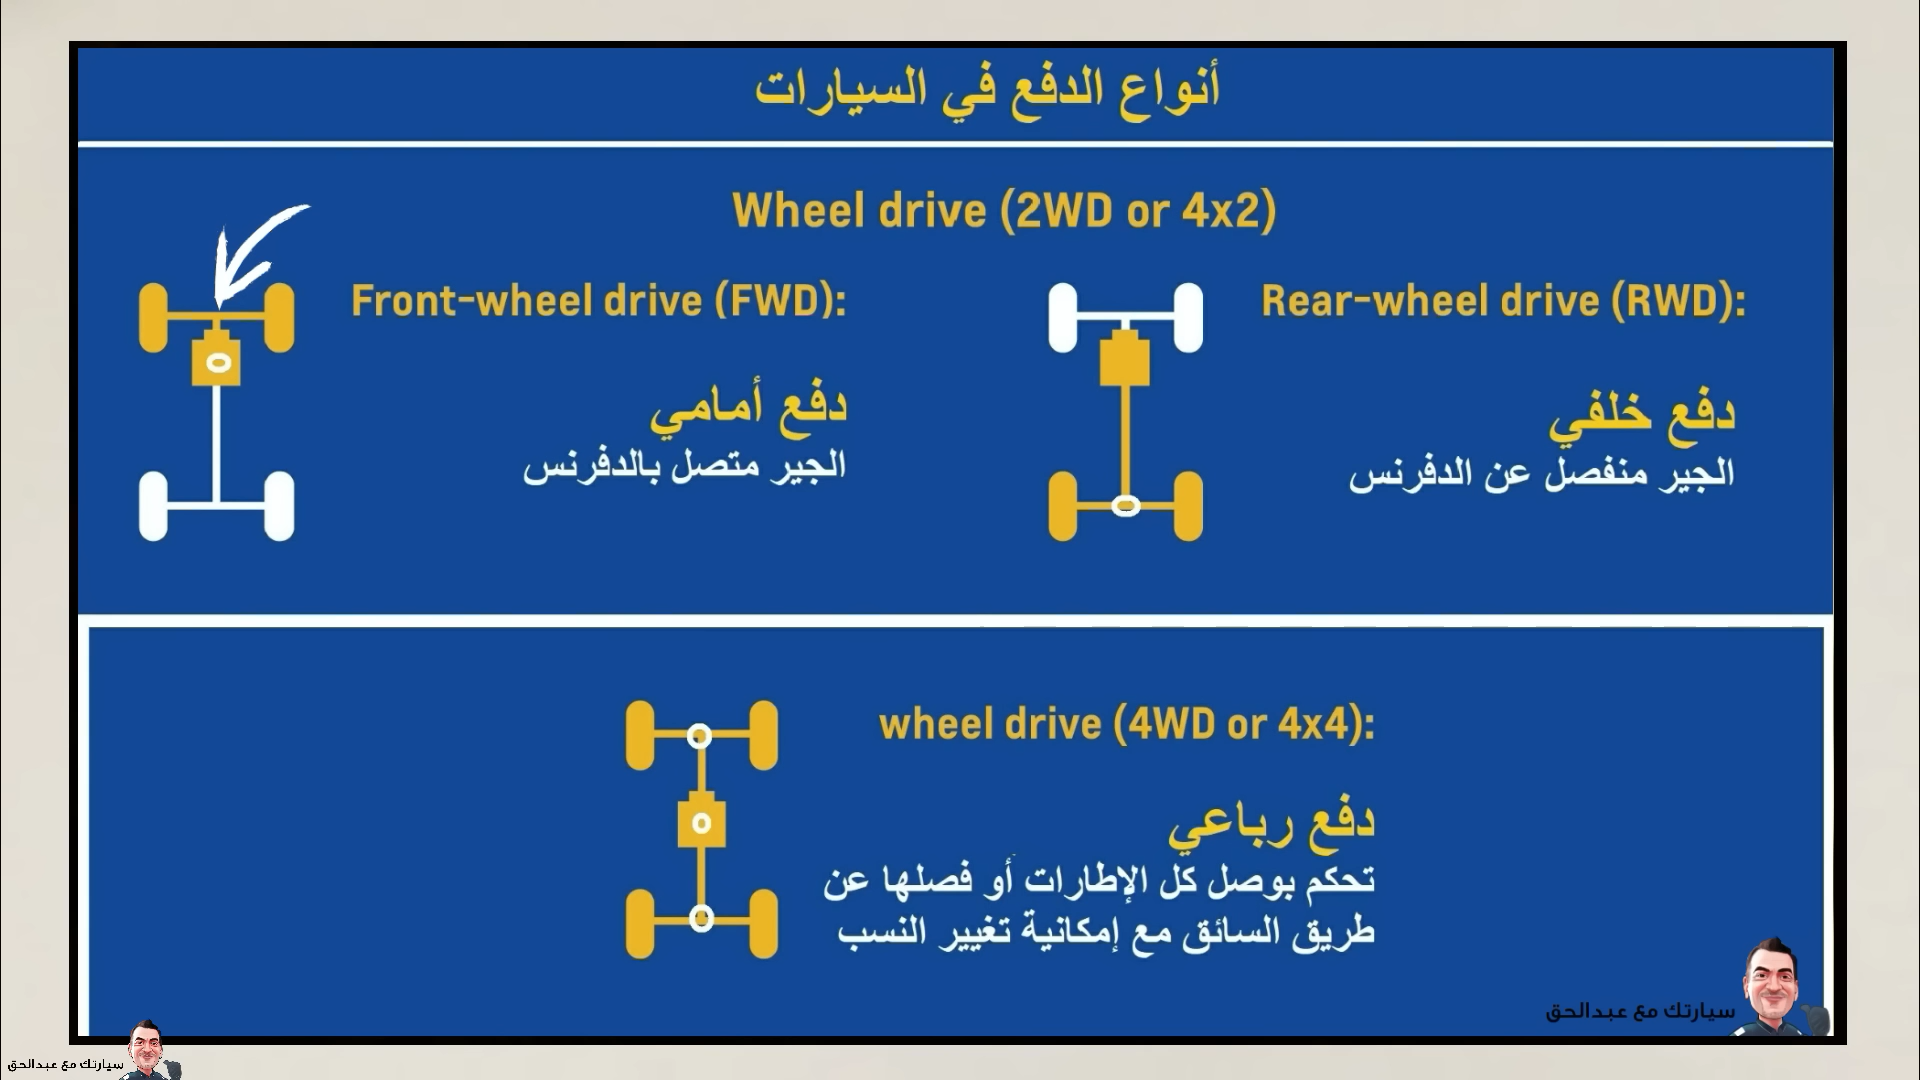 أنواع الدفع في السيارات
Wheel drive (2WD or 4x2)
Front-wheel drive (FWD):
دفع أمامي
الجير متصل بالدفرنس
Rear-wheel drive (RWD):
دفع خلفي
الجير منفصل عن الدفرنس
wheel drive (4WD or 4x4):
دفع رباعي
تحكم بوصل كل الإطارات أو فصلها عن
طريق السائق مع إمكانية تغيير النسب
سيارتك مع عبدالحق
سيارتك مع عبدالحق